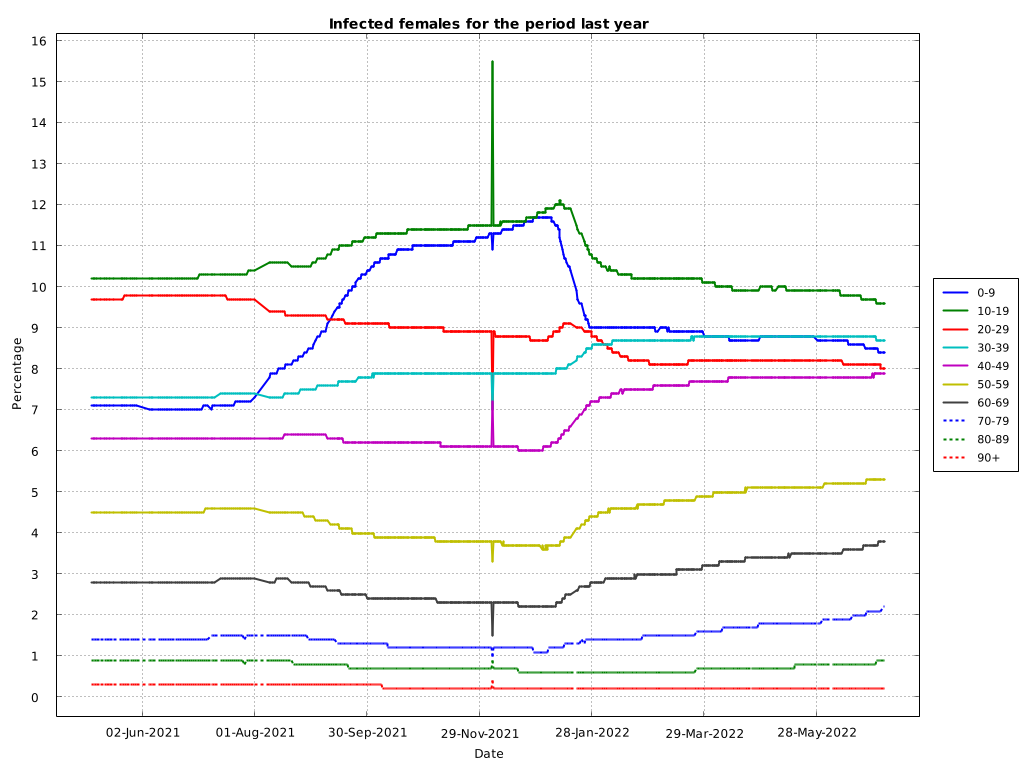 Infected females for the period last year
16
15
14
13
12
11
10
9
8
7
6
5
4
3
2
1
0
Percentage
02-Jun-2021
01-Aug-2021
30-Sep-2021
29-Nov-2021
28-Jan-2022
29-Mar-2022
28-May-2022
Date
0-9
10-19
20-29
30-39
40-49
50-59
60-69
70-79
80-89
90+